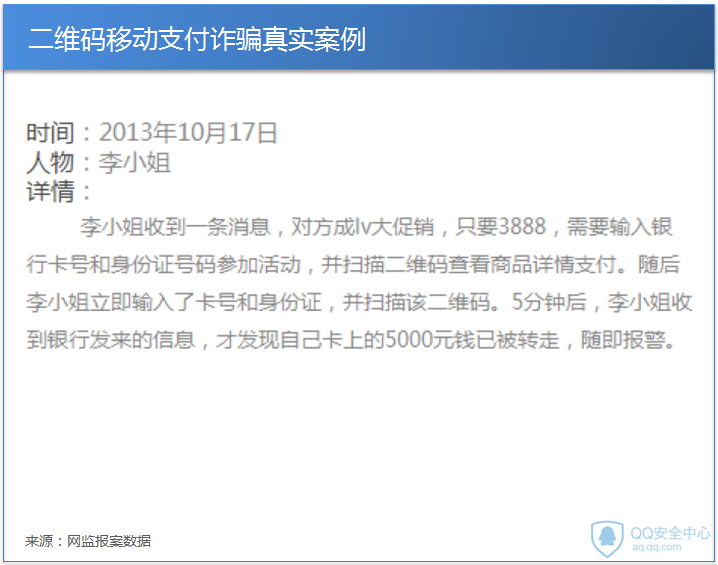 二维码移动支付诈骗真实案例
时间：2013年10月17日
人物：李小姐
详情：
李小姐收到一条消息，对方成lv大促销，只要3888，需要输入银
行卡号和身份证号码参加活动，并扫描二维码查看商品详情支付。随后
李小姐立即输入了卡号和身份证，并扫描该二维码。5分钟后，李小姐收
到银行发来的信息，才发现自己卡上的5000元钱已被转走，随即报警。
来源：网监报案数据
QQ安全中心
aq.qq.com